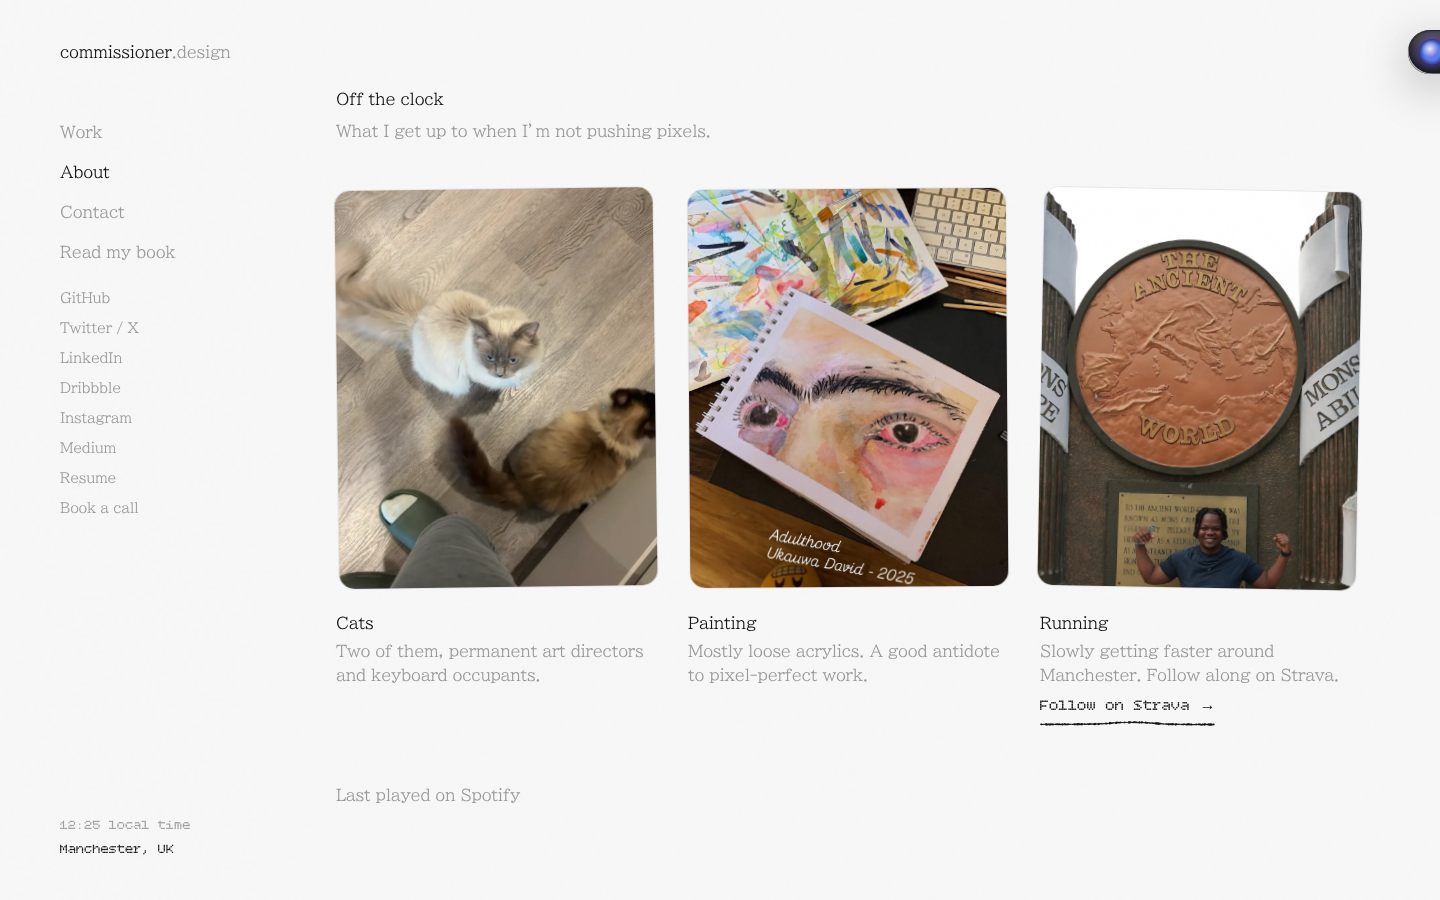 commissioner.design
Work
About
Contact
Read my book
GitHub
Twitter / X
LinkedIn
Dribbble
Instagram
Medium
Resume
Book a call
12:25 local time
Manchester, UK
Off the clock
What I get up to when I'm not pushing pixels.
Adulthood
Ukauwa David - 2025
THE
ANCIENT
WORLD
MONS
ABI
Cats
Two of them, permanent art directors
and keyboard occupants.
Painting
Mostly loose acrylics. A good antidote
to pixel-perfect work.
Running
Slowly getting faster around
Manchester. Follow along on Strava.
Follow on Strava →
Last played on Spotify